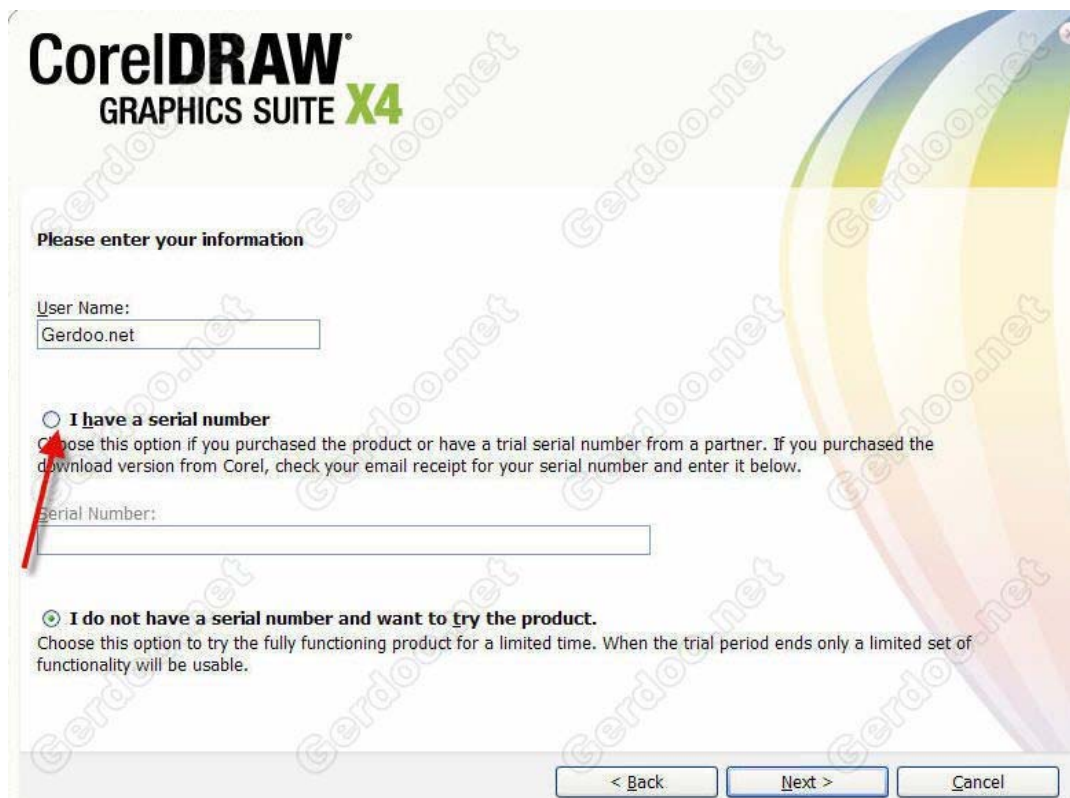 CorelDRAW®
GRAPHICS SUITE X4
Please enter your information
User Name:
Gerdoo.net
I have a serial number
Choose this option if you purchased the product or have a trial serial number from a partner. If you purchased the
download version from Corel, check your email receipt for your serial number and enter it below.
Serial Number:
I do not have a serial number and want to try the product.
Choose this option to try the fully functioning product for a limited time. When the trial period ends only a limited set of
functionality will be usable.
< Back
Next >
Cancel
Gerdoo.net